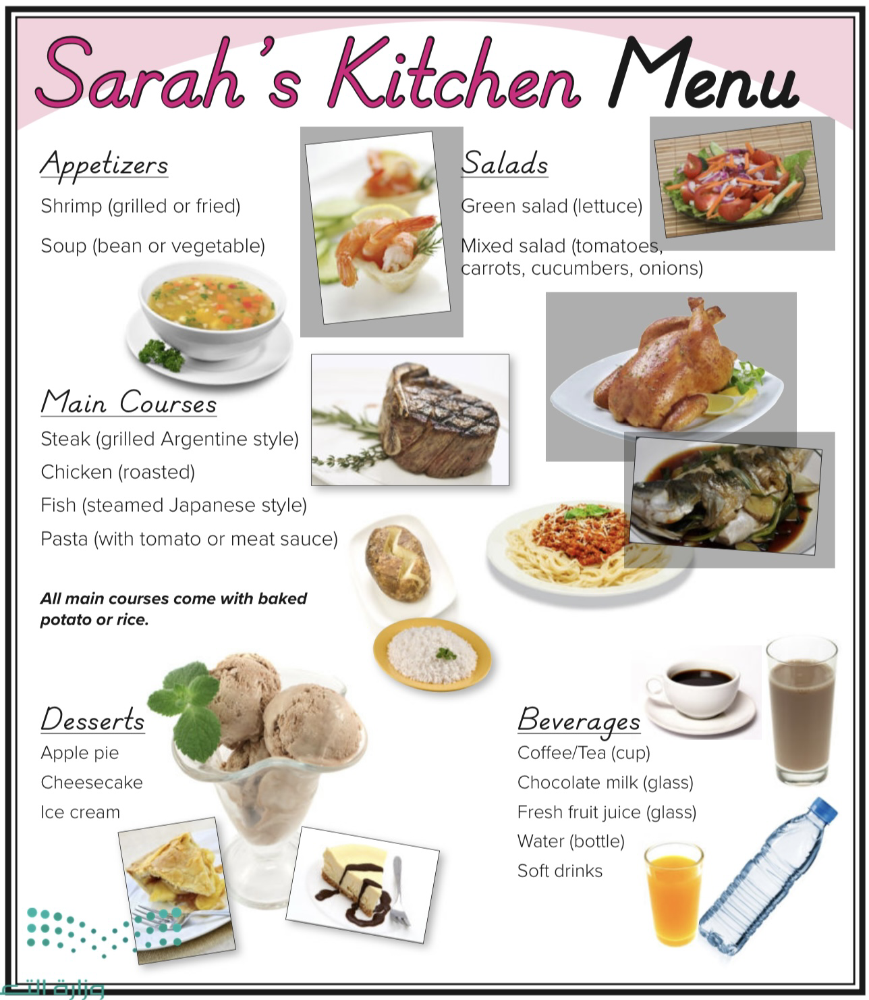 Sarah's Kitchen Menu
Appetizers
Shrimp (grilled or fried)
Soup (bean or vegetable)
Salads
Green salad (lettuce)
Mixed salad (tomatoes,
carrots, cucumbers, onions)
Main Courses
Steak (grilled Argentine style)
Chicken (roasted)
Fish (steamed Japanese style)
Pasta (with tomato or meat sauce)
All main courses come with baked
potato or rice.
Desserts
Apple pie
Cheesecake
Ice cream
Beverages
Coffee/Tea (cup)
Chocolate milk (glass)
Fresh fruit juice (glass)
Water (bottle)
Soft drinks
وزارة